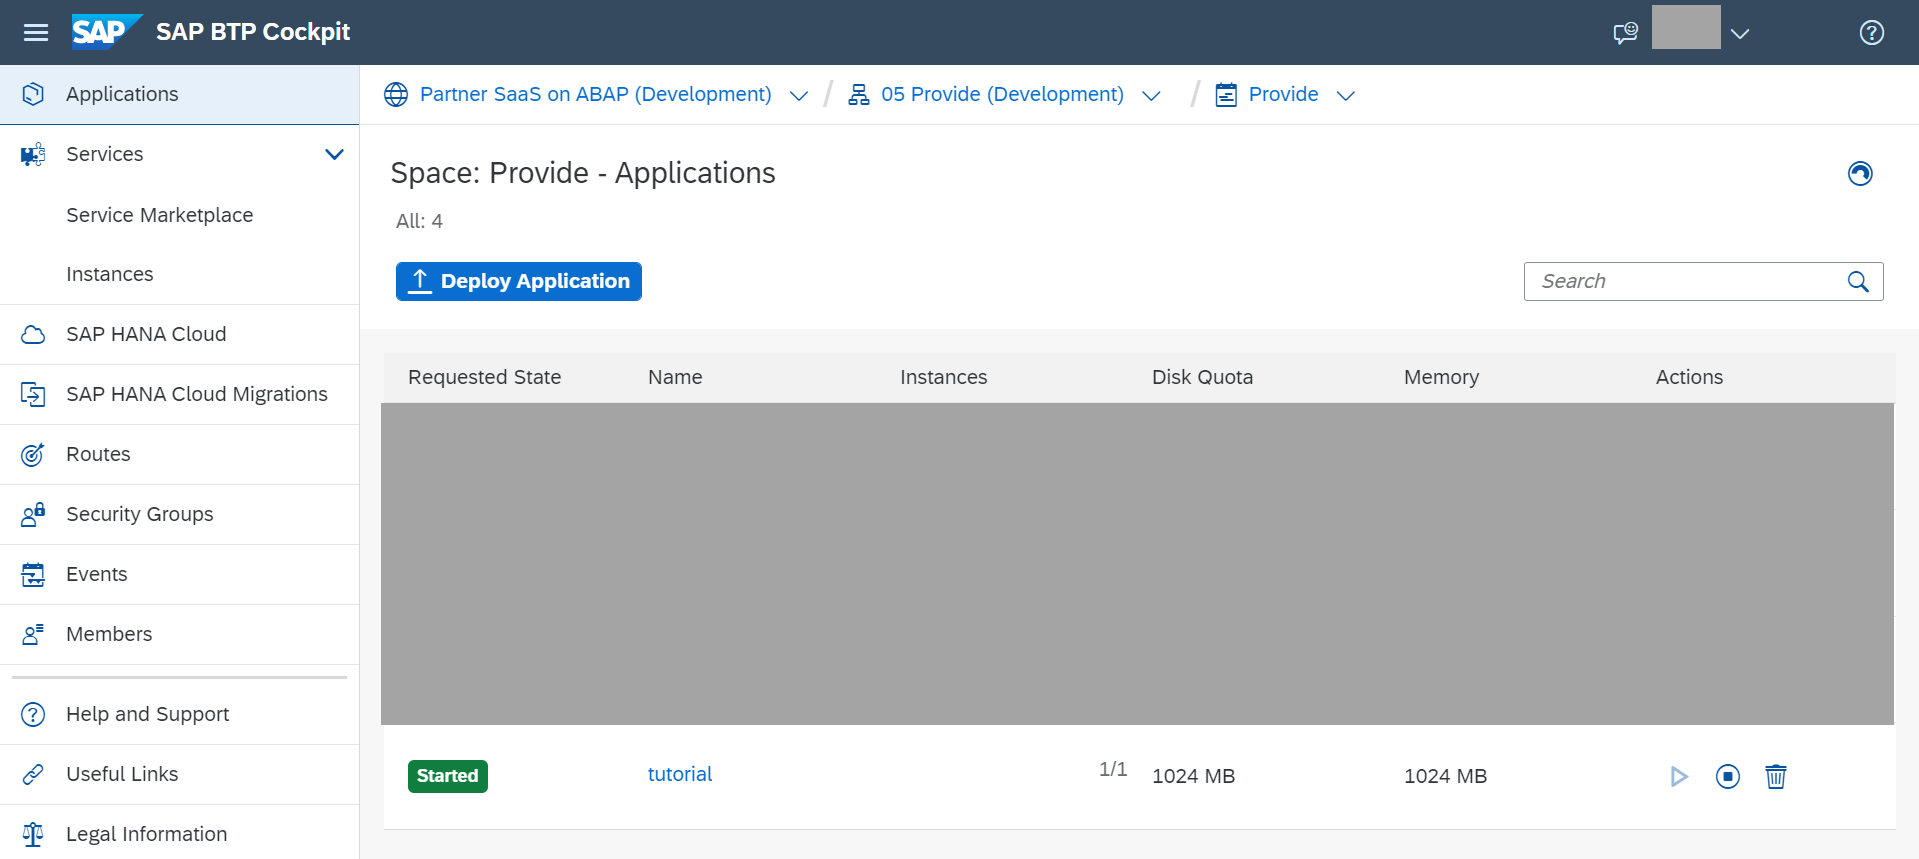 SAP SAP BTP Cockpit
Applications
Services
Service Marketplace
Instances
SAP HANA Cloud
SAP HANA Cloud Migrations
Routes
Security Groups
Events
Members
Help and Support
Useful Links
Legal Information
Partner SaaS on ABAP (Development) / 05 Provide (Development) / Provide
Space: Provide - Applications
All: 4
Deploy Application
Search
Requested State Name Instances Disk Quota Memory Actions
Started tutorial 1/1 1024 MB 1024 MB